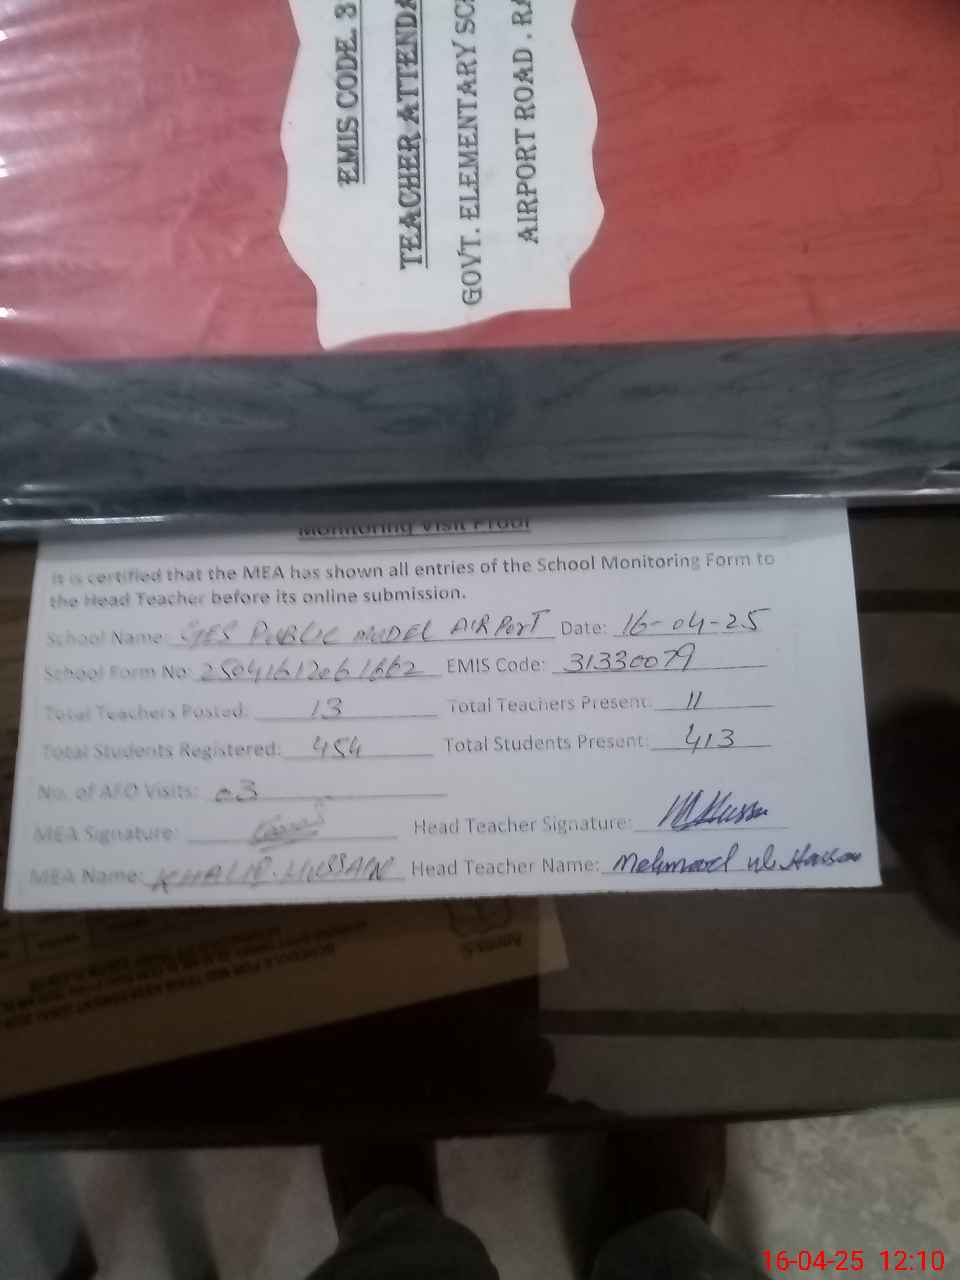 EMIS CODE. 3
TEACHER ATTENDA
GOVT. ELEMENTARY SC
AIRPORT ROAD . RA
Monitoring Visit Proof
It is certified that the MEA has shown all entries of the School Monitoring Form to
the Head Teacher before its online submission.
School Name: GES PUBLIC MODEL AIRPORT Date: 16-04-25
School Form No: 25041612061662 EMIS Code: 31330079
Total Teachers Posted: 13 Total Teachers Present: 11
Total Students Registered: 454 Total Students Present: 413
No. of AEO Visits: 03
MEA Signature: Head Teacher Signature:
MEA Name: KHALID HUSSAIN Head Teacher Name: Mehmood ul Hassan
16-04-25 12:10